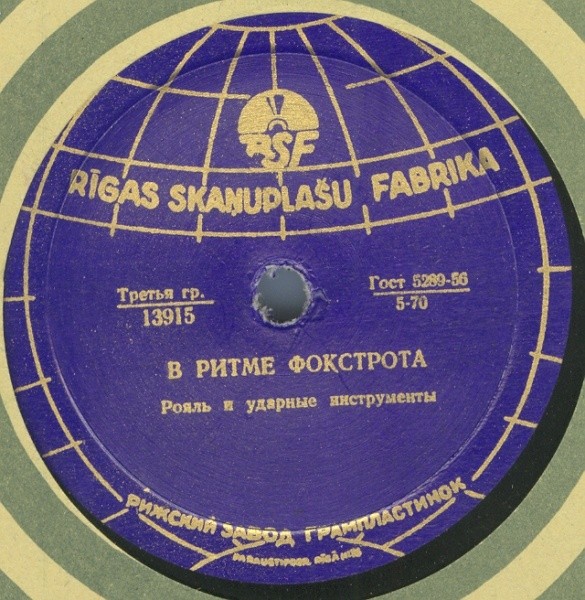 RSF
RĪGAS SKAŅUPLAŠU FABRIKA
Третья гр.
13915
Гост 5289-56
5-70
В РИТМЕ ФОКСТРОТА
Рояль и ударные инструменты
РИЖСКИЙ ЗАВОД ГРАМПЛАСТИНОК